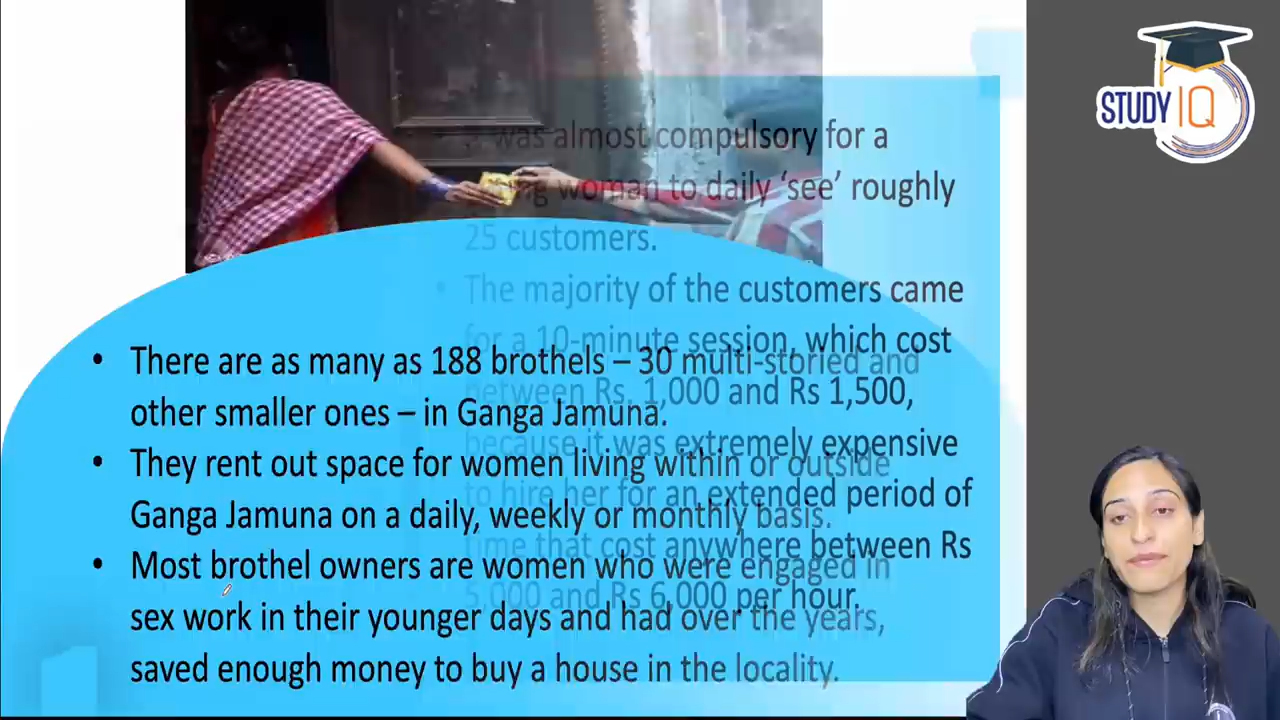 STUDY IQ
was almost compulsory for a
woman to daily ‘see’ roughly
25 customers.
• The majority of the customers came
for a 10-minute session, which cost
between Rs. 1,000 and Rs 1,500,
because it was extremely expensive
to hire her for an extended period of
time that cost anywhere between Rs
5,000 and Rs 6,000 per hour.
• There are as many as 188 brothels – 30 multi-storied and
other smaller ones – in Ganga Jamuna.
• They rent out space for women living within or outside
Ganga Jamuna on a daily, weekly or monthly basis.
• Most brothel owners are women who were engaged in
sex work in their younger days and had over the years,
saved enough money to buy a house in the locality.